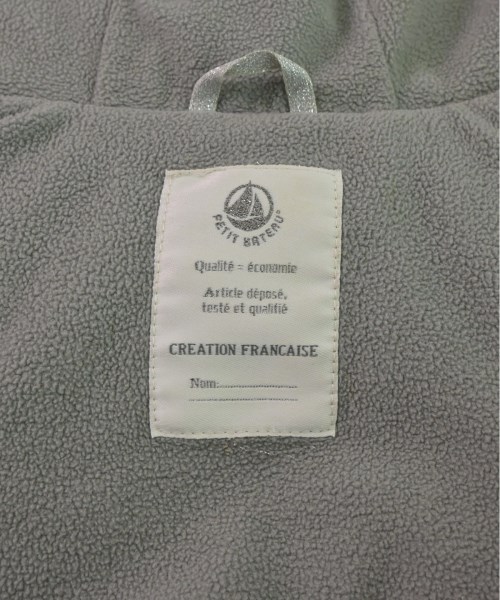 PETIT BATEAU®
Qualité = économie
Article déposé,
testé et qualifié
CREATION FRANCAISE
Nom: